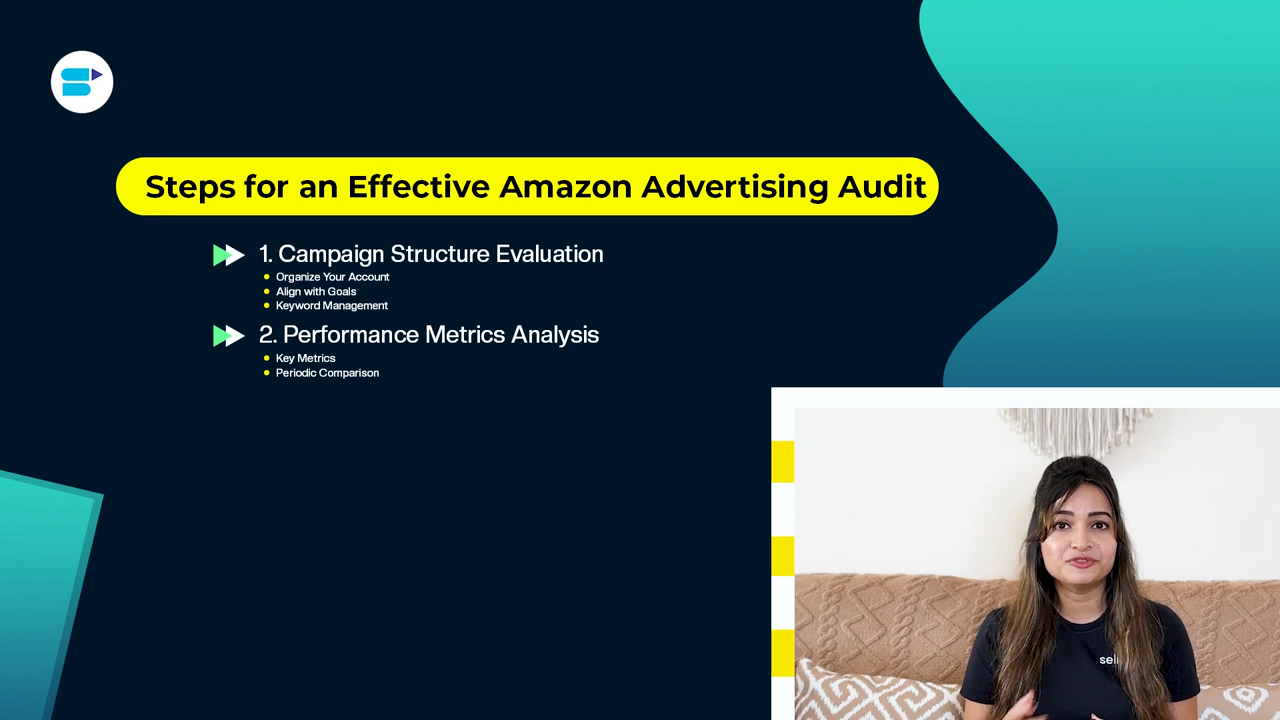 Steps for an Effective Amazon Advertising Audit
1. Campaign Structure Evaluation
Organize Your Account
Align with Goals
Keyword Management
2. Performance Metrics Analysis
Key Metrics
Periodic Comparison